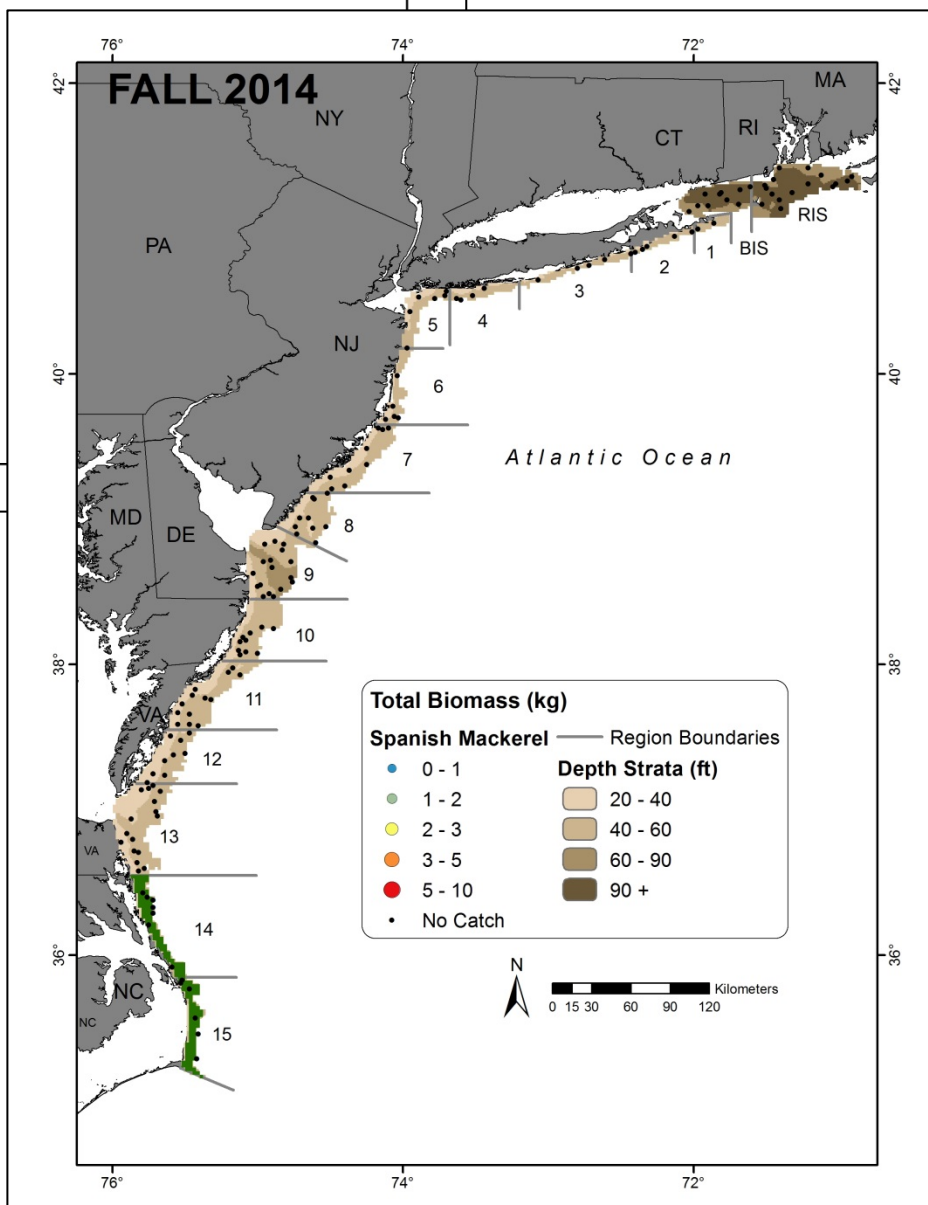 76°
74°
72°
42°
42°
FALL 2014
NY
MA
CT
RI
PA
RIS
BIS
1
2
3
4
5
NJ
40°
40°
6
7
Atlantic Ocean
MD
DE
8
9
10
38°
38°
11
VA
12
13
VA
14
36°
36°
NC
NC
15
Total Biomass (kg)
Spanish Mackerel
0 - 1
1 - 2
2 - 3
3 - 5
5 - 10
No Catch
Region Boundaries
Depth Strata (ft)
20 - 40
40 - 60
60 - 90
90 +
N
Kilometers
0 15 30 60 90 120
76°
74°
72°